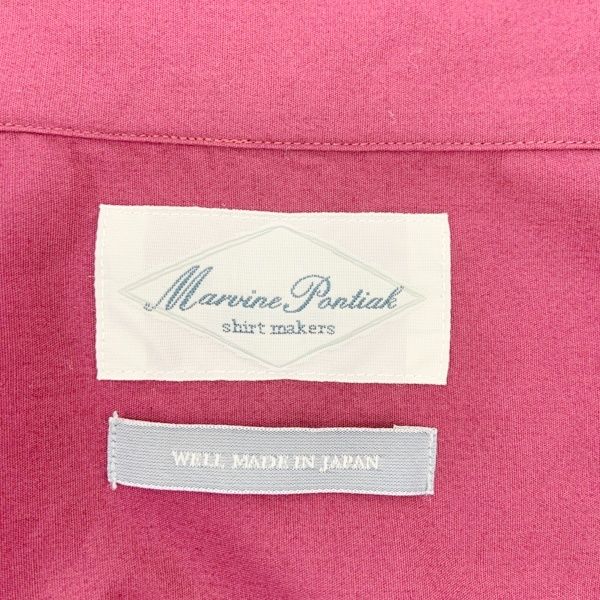 Marvine Pontiak
shirt makers
WELL MADE IN JAPAN